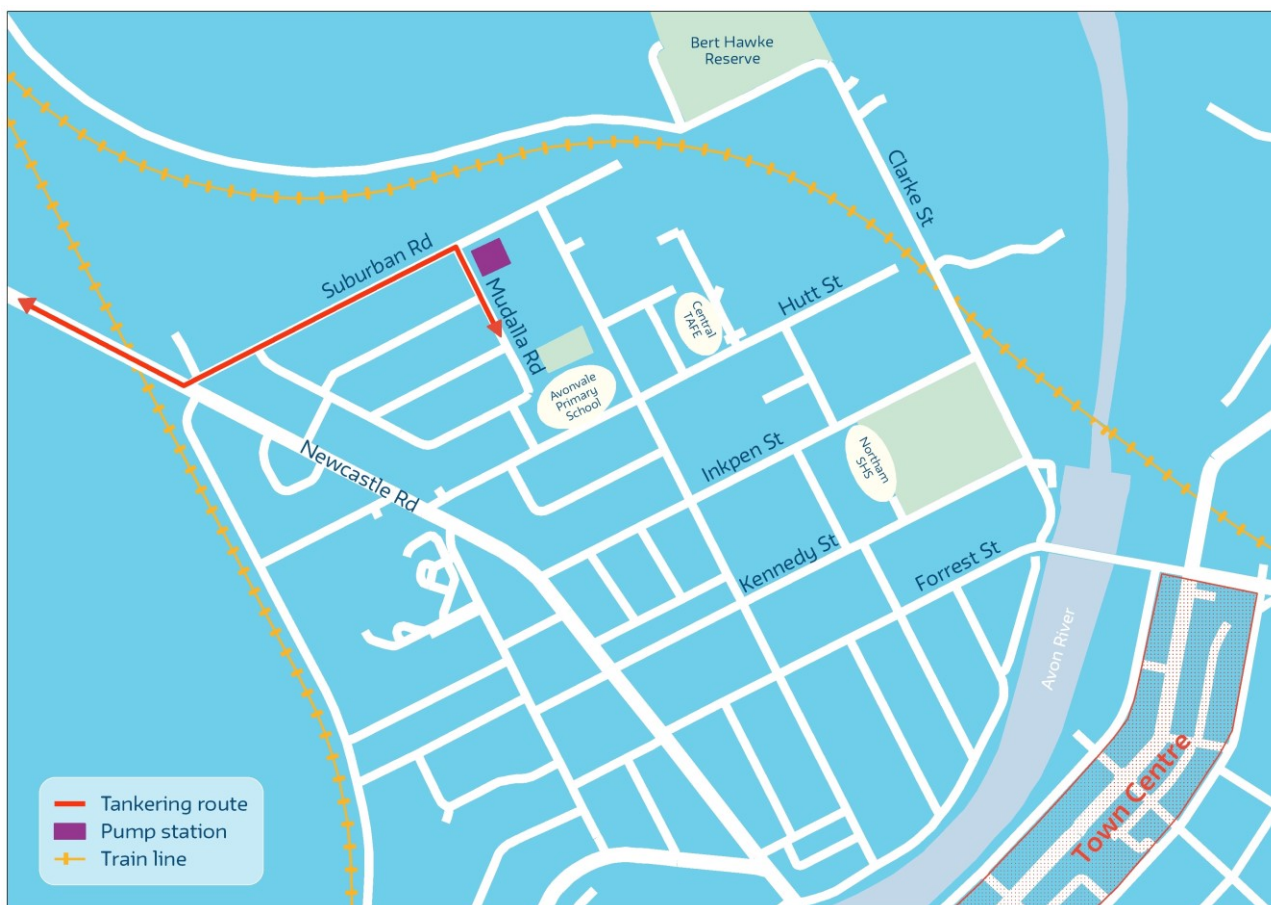 Bert Hawke
Reserve
Clarke St
Suburban Rd
Mudalla Rd
Hutt St
Central
TAFE
Avonvale
Primary
School
Newcastle Rd
Inkpen St
Northam
SHS
Kennedy St
Forrest St
Avon River
Town Centre
Tankering route
Pump station
Train line